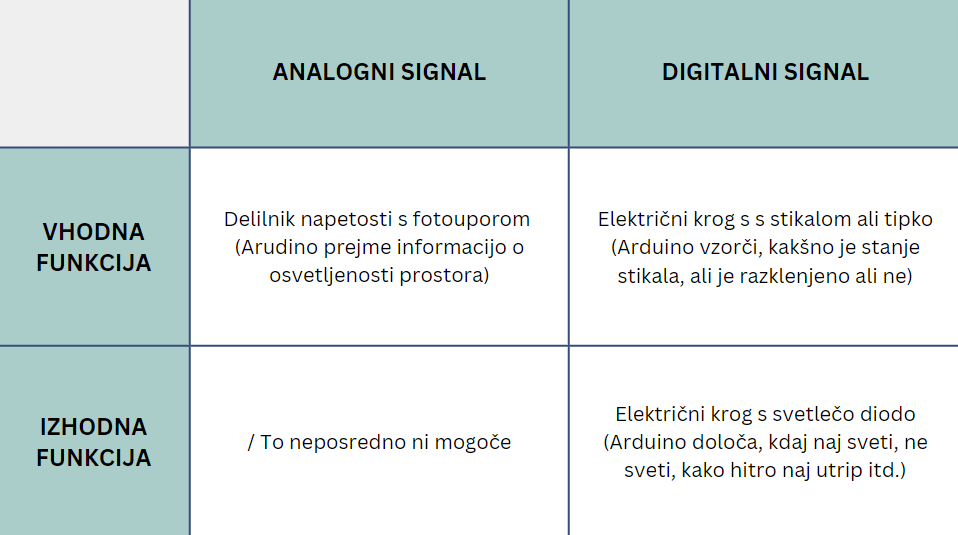 ANALOGNI SIGNAL
DIGITALNI SIGNAL
VHODNA
FUNKCIJA
Delilnik napetosti s fotouporom
(Arudino prejme informacijo o
osvetljenosti prostora)
Električni krog s s stikalom ali tipko
(Arduino vzorči, kakšno je stanje
stikala, ali je razklenjeno ali ne)
IZHODNA
FUNKCIJA
/ To neposredno ni mogoče
Električni krog s svetlečo diodo
(Arduino določa, kdaj naj sveti, ne
sveti, kako hitro naj utrip itd.)